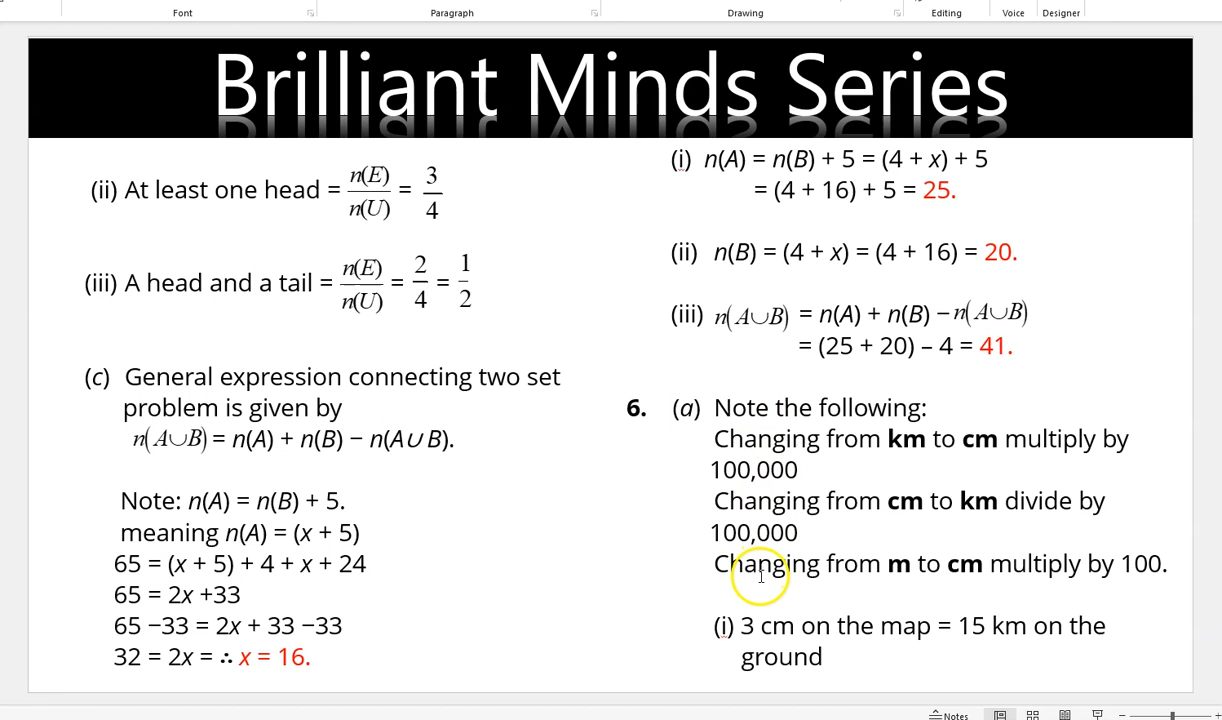 Font Paragraph Drawing Editing Voice Designer
Brilliant Minds Series
(ii) At least one head = n(E)/n(U) = 3/4
(iii) A head and a tail = n(E)/n(U) = 2/4 = 1/2
(c) General expression connecting two set
problem is given by
n(A∪B) = n(A) + n(B) − n(A∪B).
Note: n(A) = n(B) + 5.
meaning n(A) = (x + 5)
65 = (x + 5) + 4 + x + 24
65 = 2x +33
65 −33 = 2x + 33 −33
32 = 2x = ∴ x = 16.
(i) n(A) = n(B) + 5 = (4 + x) + 5
= (4 + 16) + 5 = 25.
(ii) n(B) = (4 + x) = (4 + 16) = 20.
(iii) n(A∪B) = n(A) + n(B) − n(A∪B)
= (25 + 20) – 4 = 41.
6. (a) Note the following:
Changing from km to cm multiply by
100,000
Changing from cm to km divide by
100,000
Changing from m to cm multiply by 100.
(i) 3 cm on the map = 15 km on the
ground
Notes